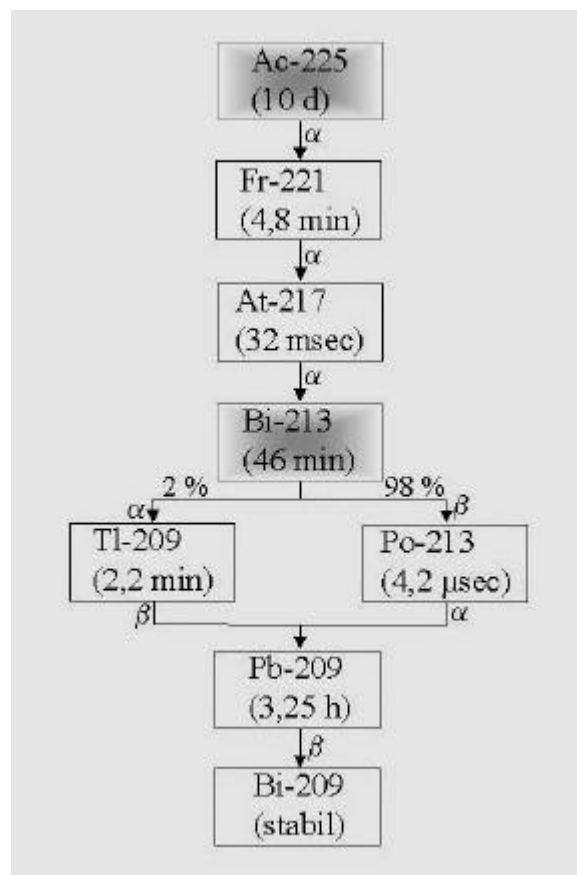 Ac-225
(10 d)
α
Fr-221
(4,8 min)
α
At-217
(32 msec)
α
Bi-213
(46 min)
2 %
98 %
α
β
Tl-209
(2,2 min)
Po-213
(4,2 μsec)
β
α
Pb-209
(3,25 h)
β
Bi-209
(stabil)